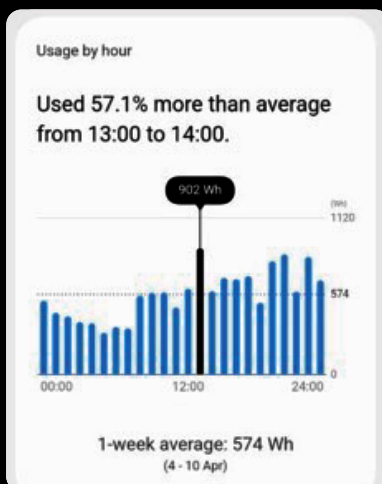 Usage by hour
Used 57.1% more than average
from 13:00 to 14:00.
902 Wh
(Wh)
1120
574
0
00:00 12:00 24:00
1-week average: 574 Wh
(4 - 10 Apr)